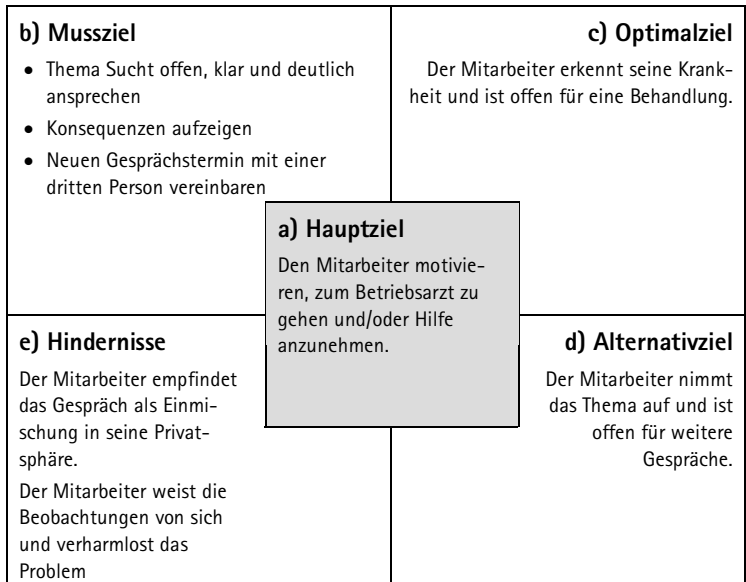 b) Mussziel
• Thema Sucht offen, klar und deutlich
ansprechen
• Konsequenzen aufzeigen
• Neuen Gesprächstermin mit einer
dritten Person vereinbaren
c) Optimalziel
Der Mitarbeiter erkennt seine Krank-
heit und ist offen für eine Behandlung.
a) Hauptziel
Den Mitarbeiter motivie-
ren, zum Betriebsarzt zu
gehen und/oder Hilfe
anzunehmen.
e) Hindernisse
Der Mitarbeiter empfindet
das Gespräch als Einmi-
schung in seine Privat-
sphäre.
Der Mitarbeiter weist die
Beobachtungen von sich
und verharmlost das
Problem
d) Alternativziel
Der Mitarbeiter nimmt
das Thema auf und ist
offen für weitere
Gespräche.